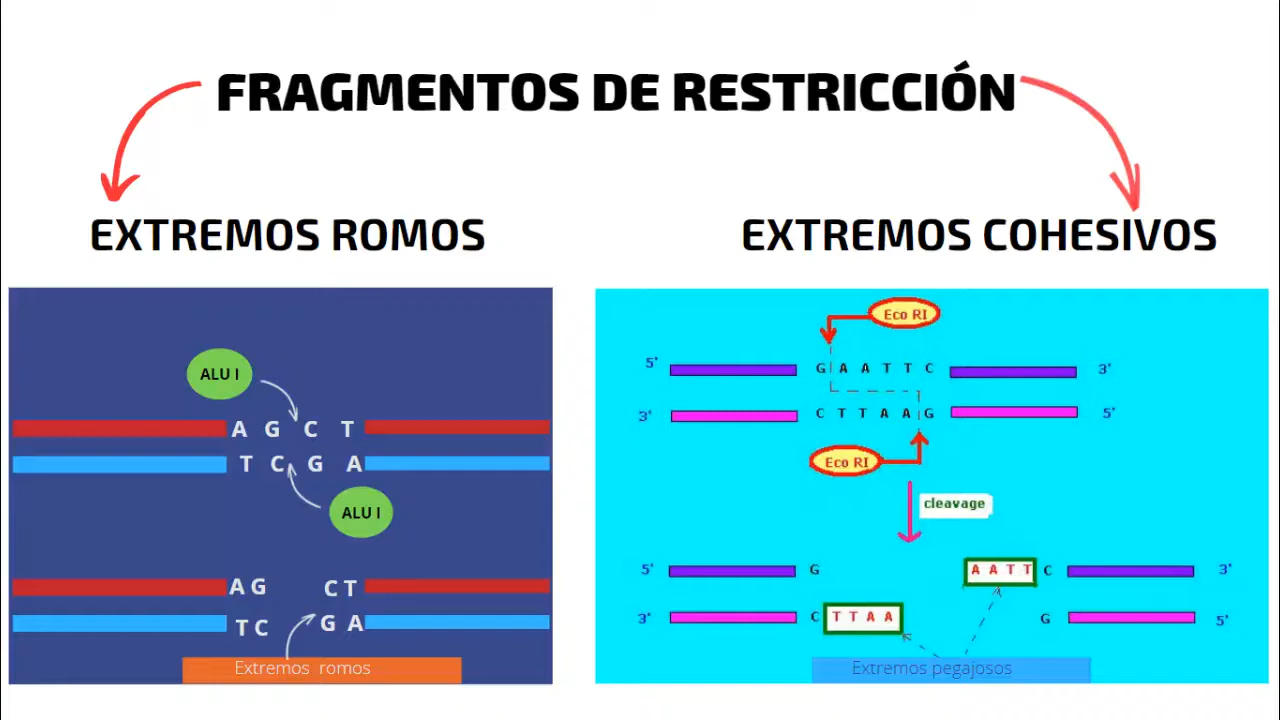 FRAGMENTOS DE RESTRICCIÓN
EXTREMOS ROMOS
EXTREMOS COHESIVOS
ALU I
A G C T
T C G A
ALU I
AG CT
TC G A
Extremos romos
Eco RI
5' G A A T T C 3'
3' C T T A A G 5'
Eco RI
cleavage
5' G A A T T C 3'
3' C T T A A G 5'
Extremos pegajosos